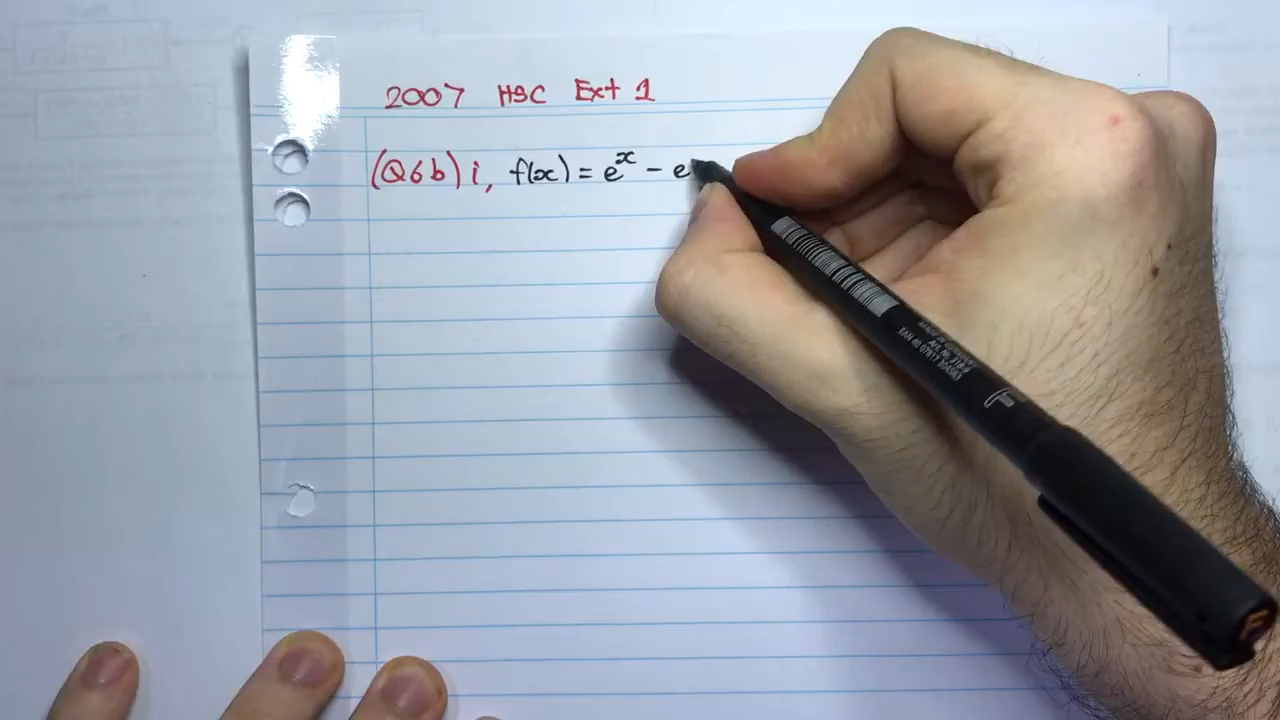 2007 HSC Ext 1
(Q6b) i, f(x) = e^x - e